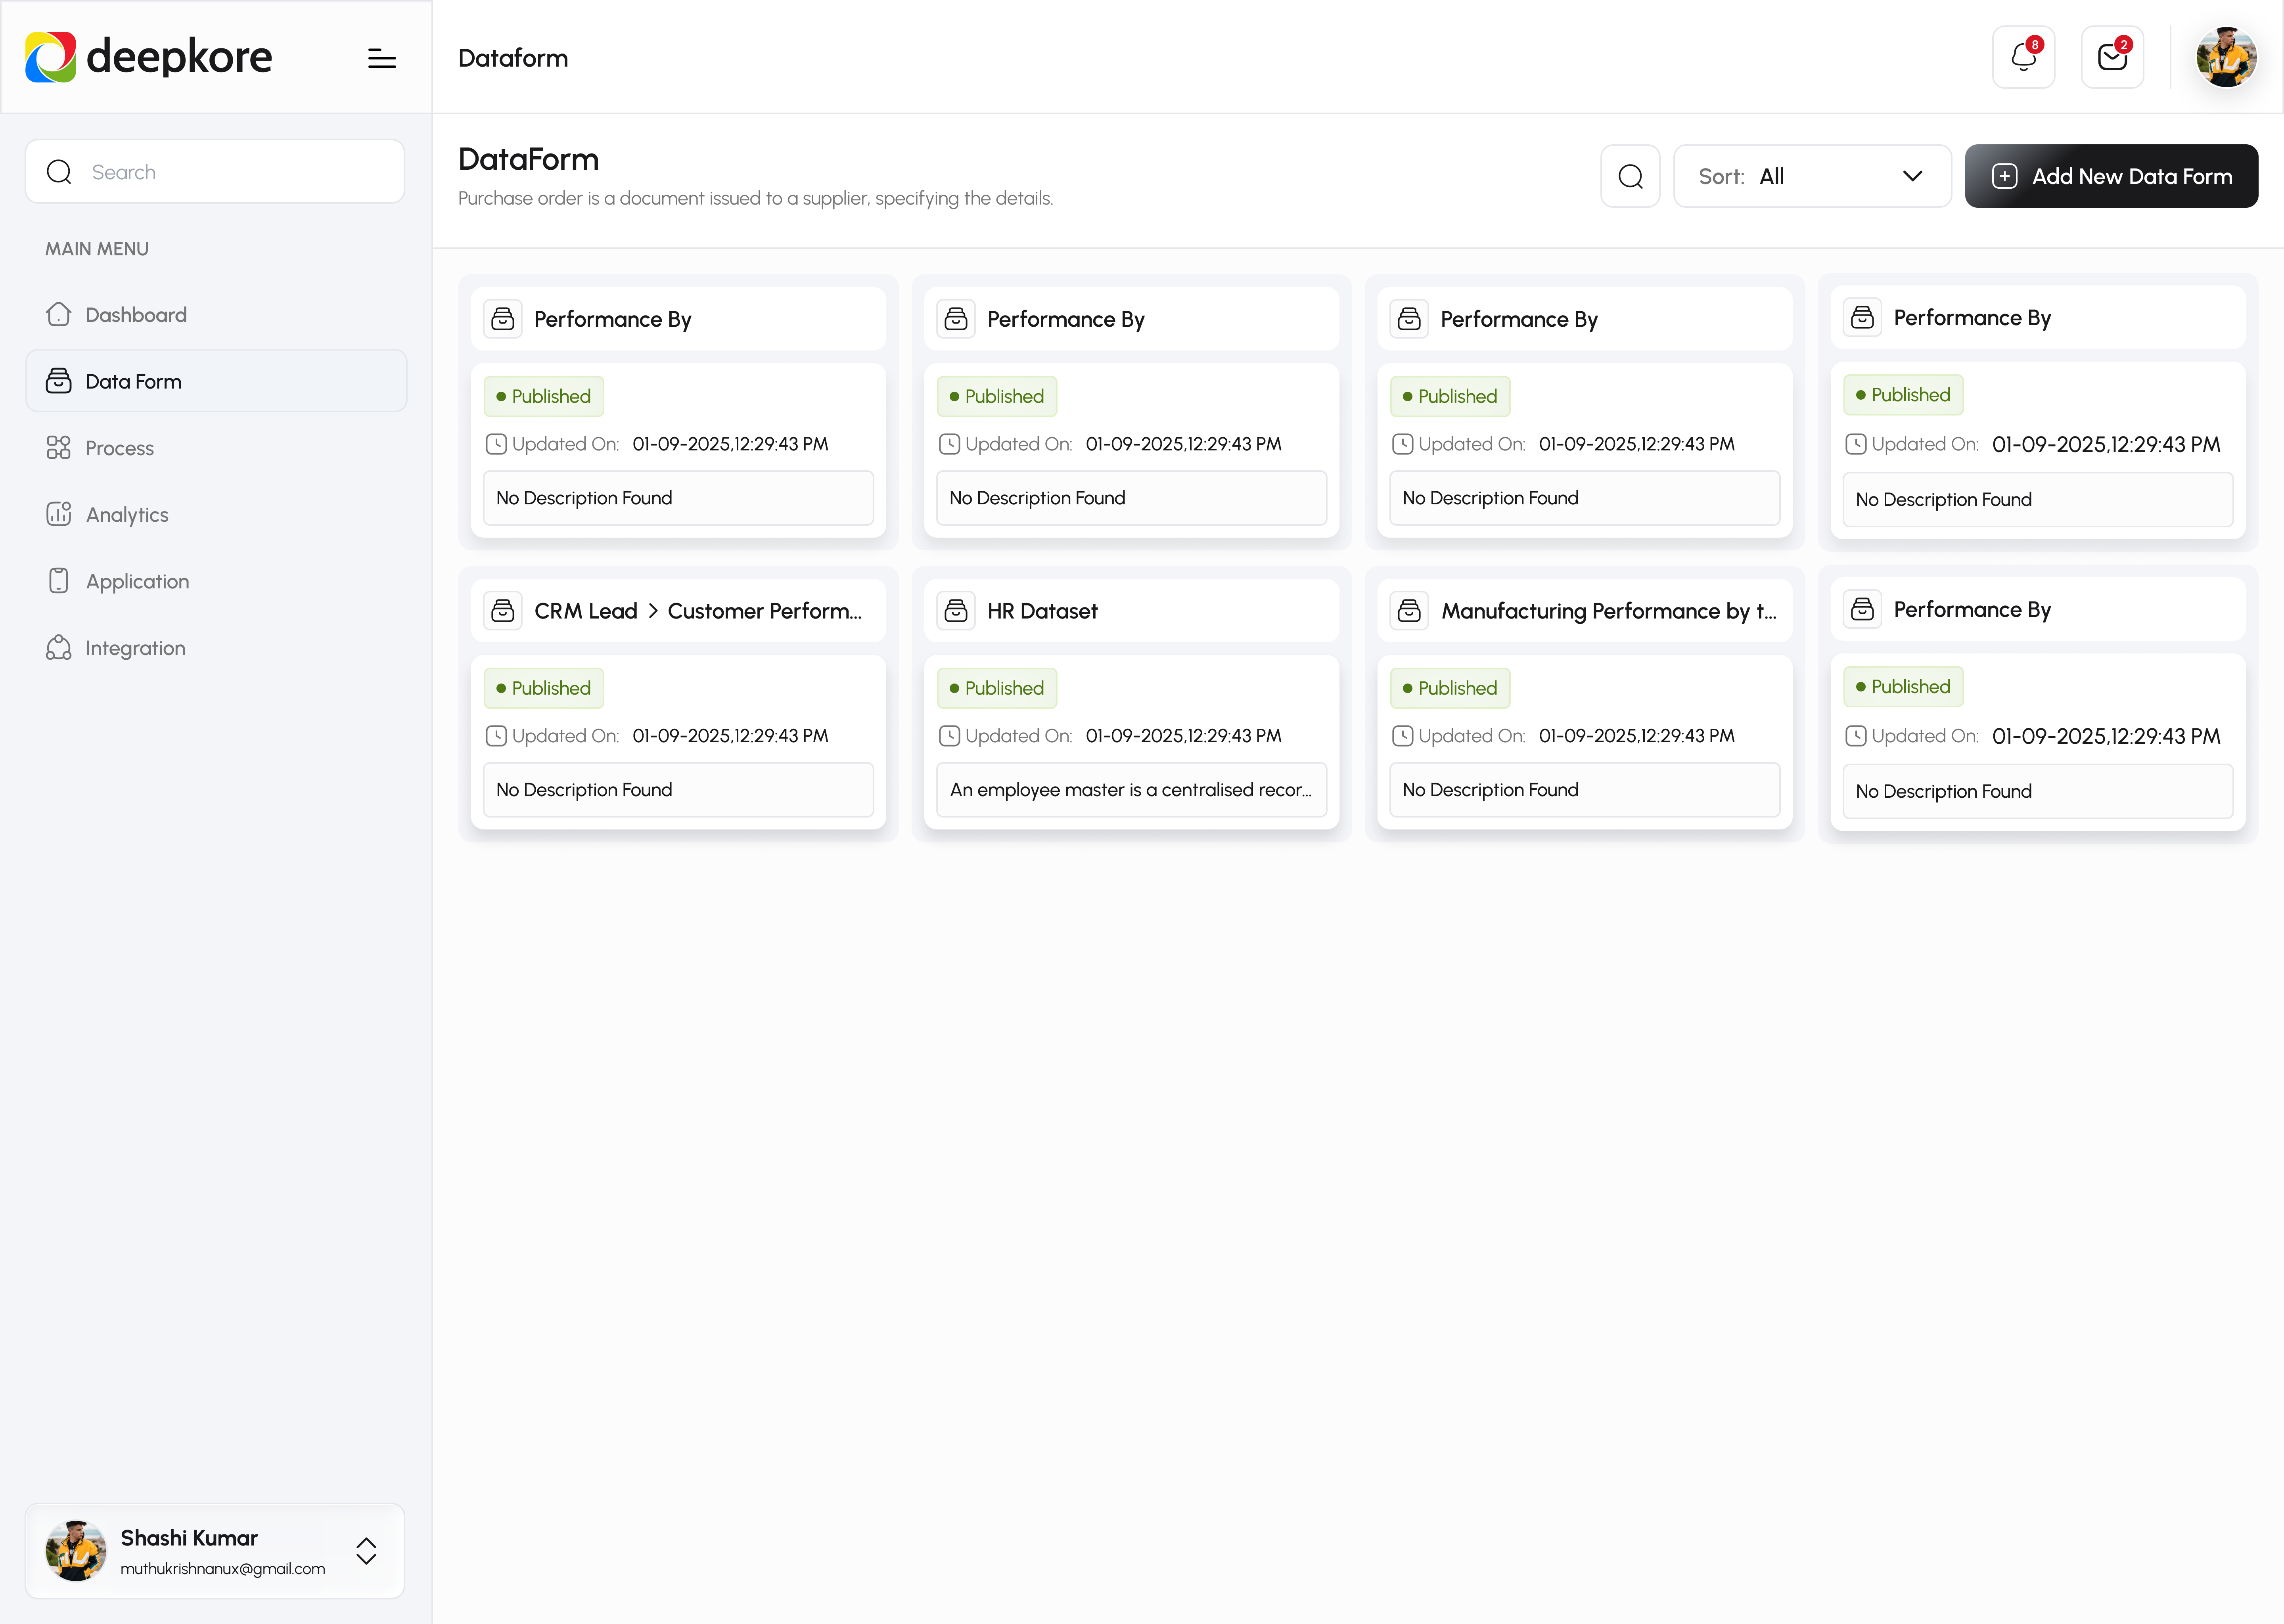 deepkore
Dataform
8
2
Search
MAIN MENU
Dashboard
Data Form
Process
Analytics
Application
Integration
Shashi Kumar
muthukrishnanux@gmail.com
DataForm
Purchase order is a document issued to a supplier, specifying the details.
Sort: All
Add New Data Form
Performance By
Published
Updated On: 01-09-2025,12:29:43 PM
No Description Found
Performance By
Published
Updated On: 01-09-2025,12:29:43 PM
No Description Found
Performance By
Published
Updated On: 01-09-2025,12:29:43 PM
No Description Found
Performance By
Published
Updated On: 01-09-2025,12:29:43 PM
No Description Found
CRM Lead > Customer Perform...
Published
Updated On: 01-09-2025,12:29:43 PM
No Description Found
HR Dataset
Published
Updated On: 01-09-2025,12:29:43 PM
An employee master is a centralised recor...
Manufacturing Performance by t...
Published
Updated On: 01-09-2025,12:29:43 PM
No Description Found
Performance By
Published
Updated On: 01-09-2025,12:29:43 PM
No Description Found